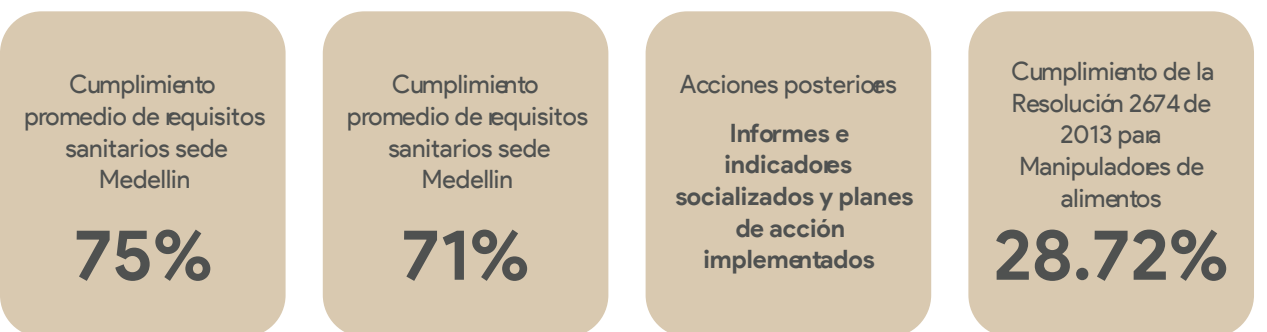 Cumplimiento
promedio de requisitos
sanitarios sede
Medellin
75%
Cumplimiento
promedio de requisitos
sanitarios sede
Medellin
71%
Acciones posteriores
Informes e
indicadores
socializados y planes
de acción
implementados
Cumplimiento de la
Resolución 2674 de
2013 para
Manipuladores de
alimentos
28.72%